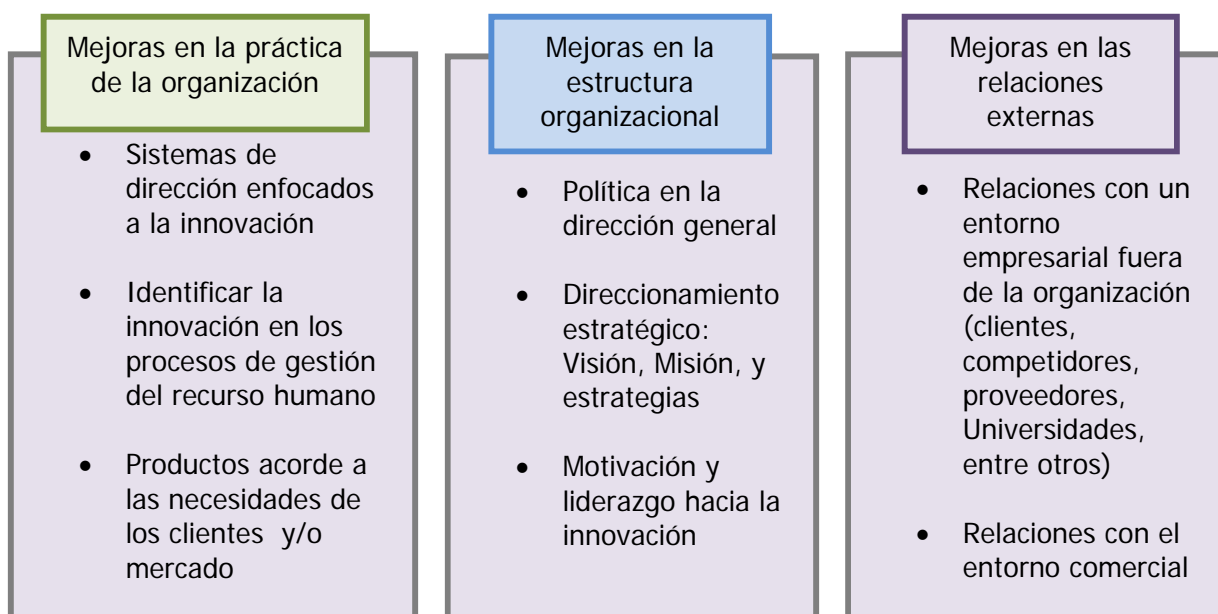 Mejoras en la práctica
de la organización
• Sistemas de
dirección enfocados
a la innovación
• Identificar la
innovación en los
procesos de gestión
del recurso humano
• Productos acorde a
las necesidades de
los clientes y/o
mercado
Mejoras en la
estructura
organizacional
• Política en la
dirección general
• Direccionamiento
estratégico:
Visión, Misión, y
estrategias
• Motivación y
liderazgo hacia la
innovación
Mejoras en las
relaciones
externas
• Relaciones con un
entorno
empresarial fuera
de la organización
(clientes,
competidores,
proveedores,
Universidades,
entre otros)
• Relaciones con el
entorno comercial